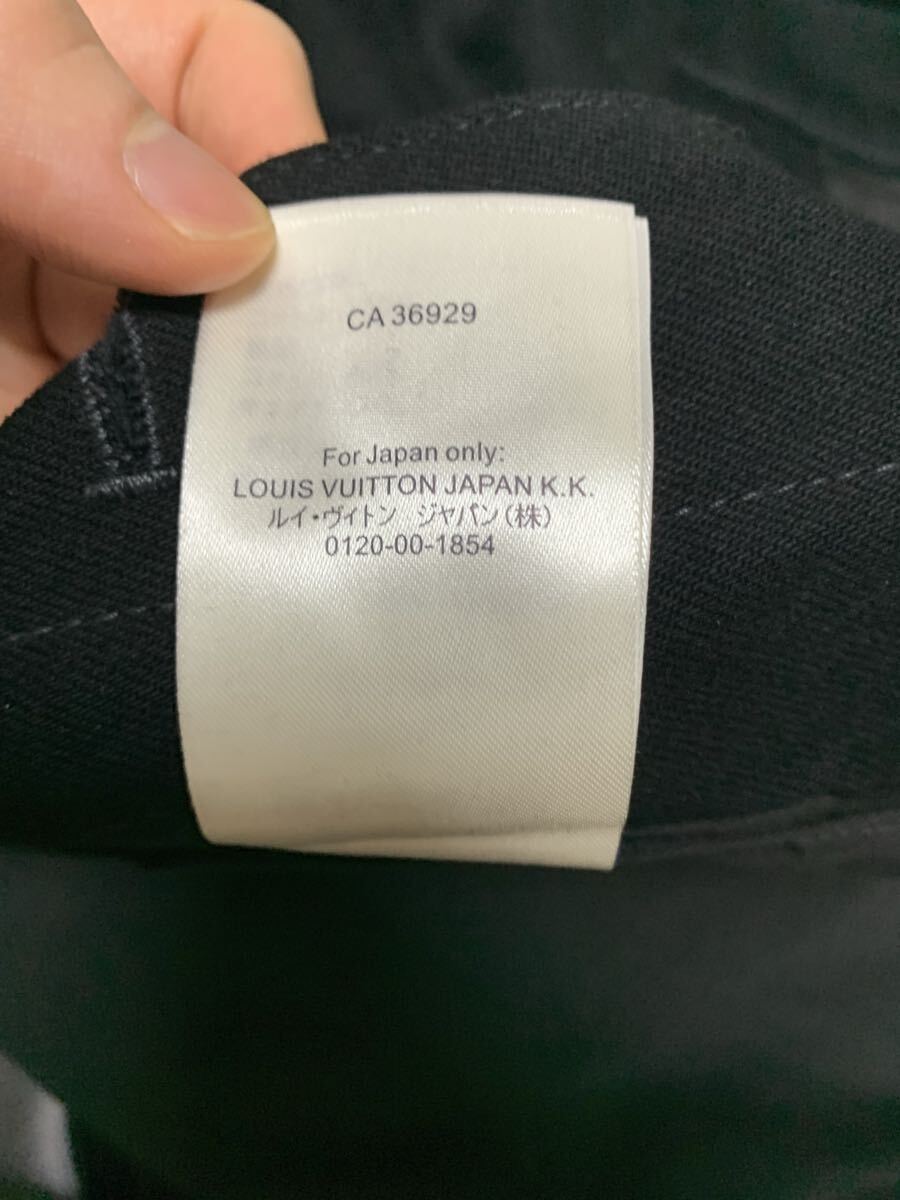 CA 36929
For Japan only:
LOUIS VUITTON JAPAN K.K.
ルイ・ヴィトン ジャパン(株)
0120-00-1854